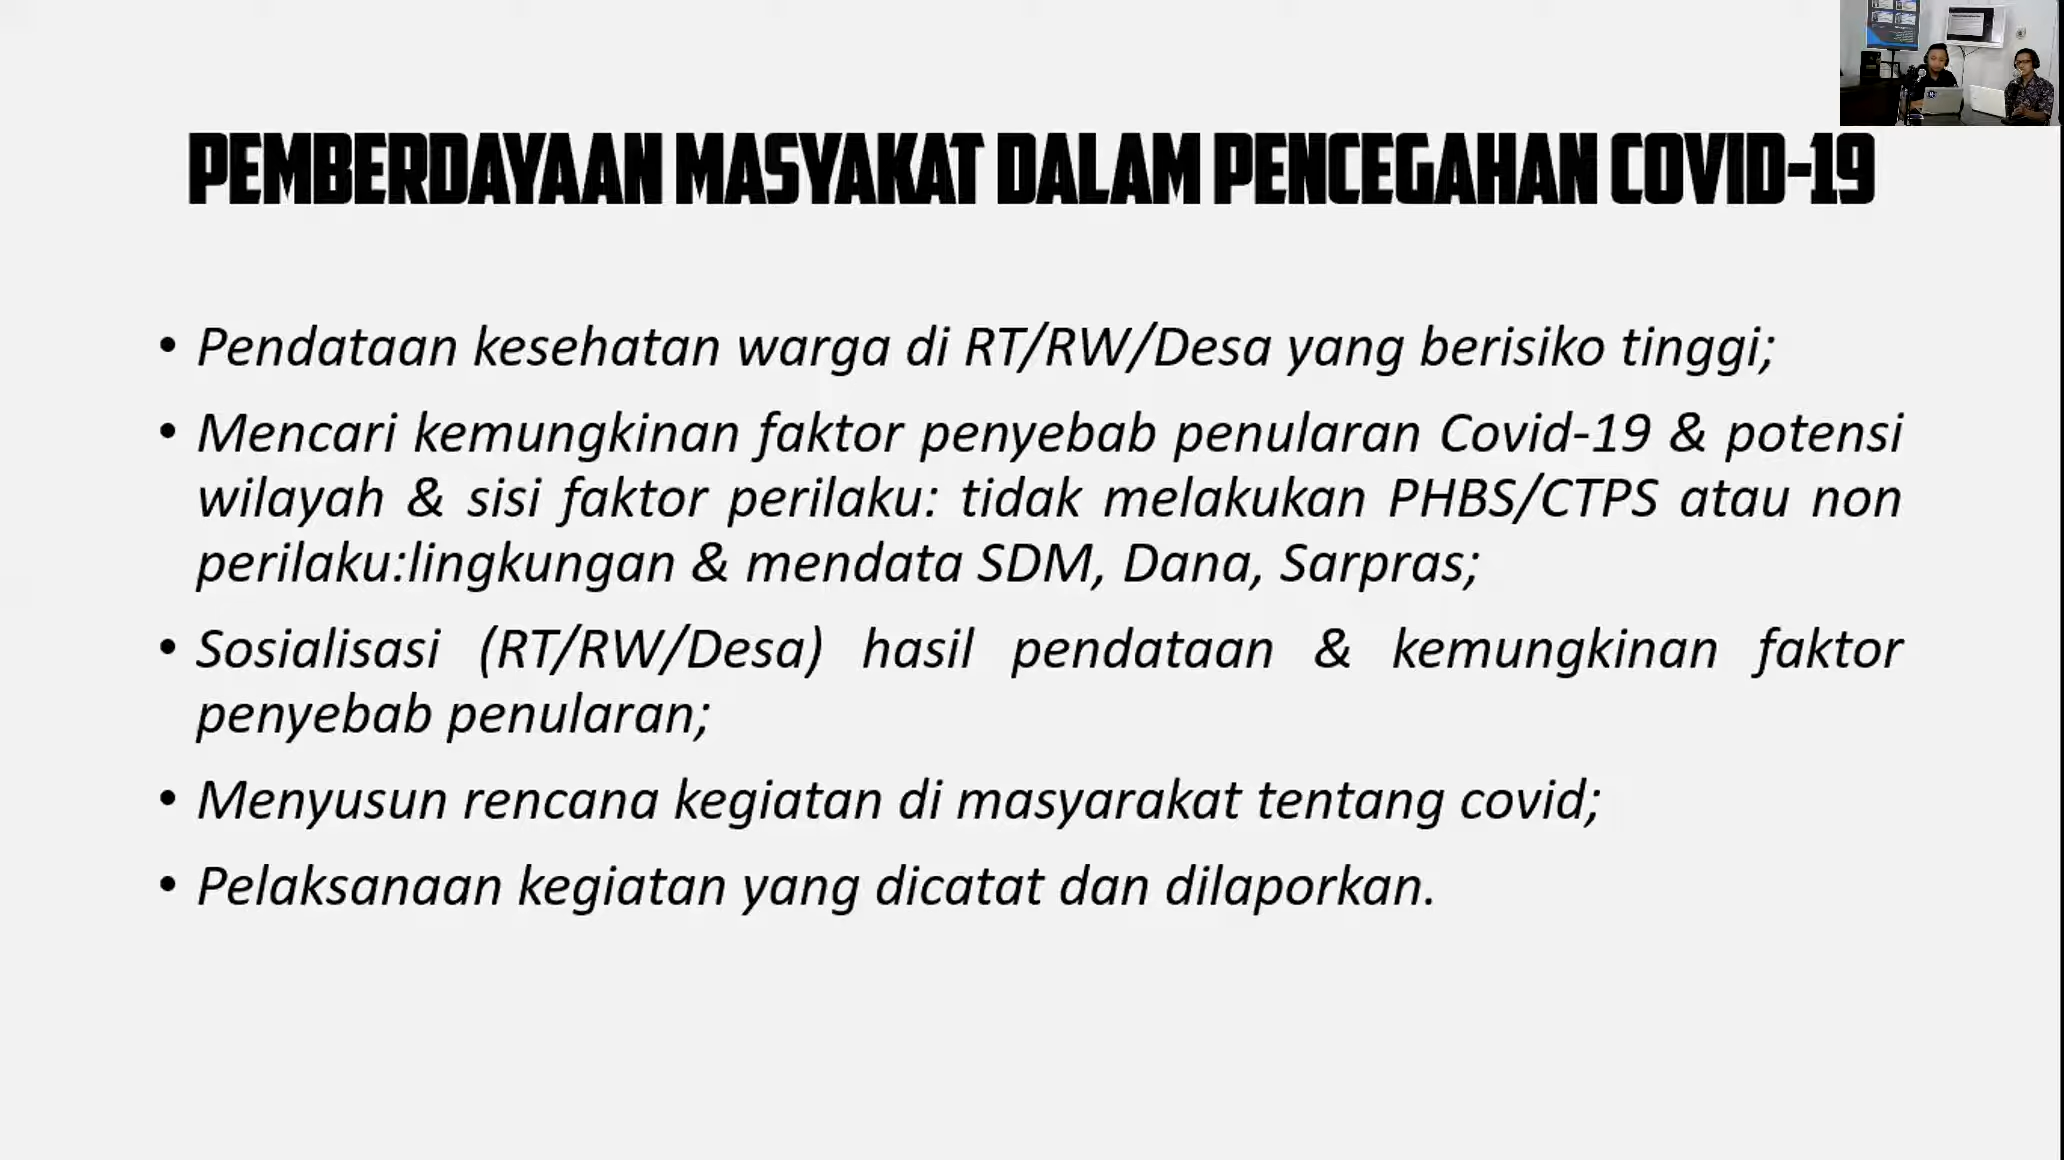 PEMBERDAYAAN MASYAKAT DALAM PENCEGAHAN COVID-19
• Pendataan kesehatan warga di RT/RW/Desa yang berisiko tinggi;
• Mencari kemungkinan faktor penyebab penularan Covid-19 & potensi
wilayah & sisi faktor perilaku: tidak melakukan PHBS/CTPS atau non
perilaku:lingkungan & mendata SDM, Dana, Sarpras;
• Sosialisasi (RT/RW/Desa) hasil pendataan & kemungkinan faktor
penyebab penularan;
• Menyusun rencana kegiatan di masyarakat tentang covid;
• Pelaksanaan kegiatan yang dicatat dan dilaporkan.